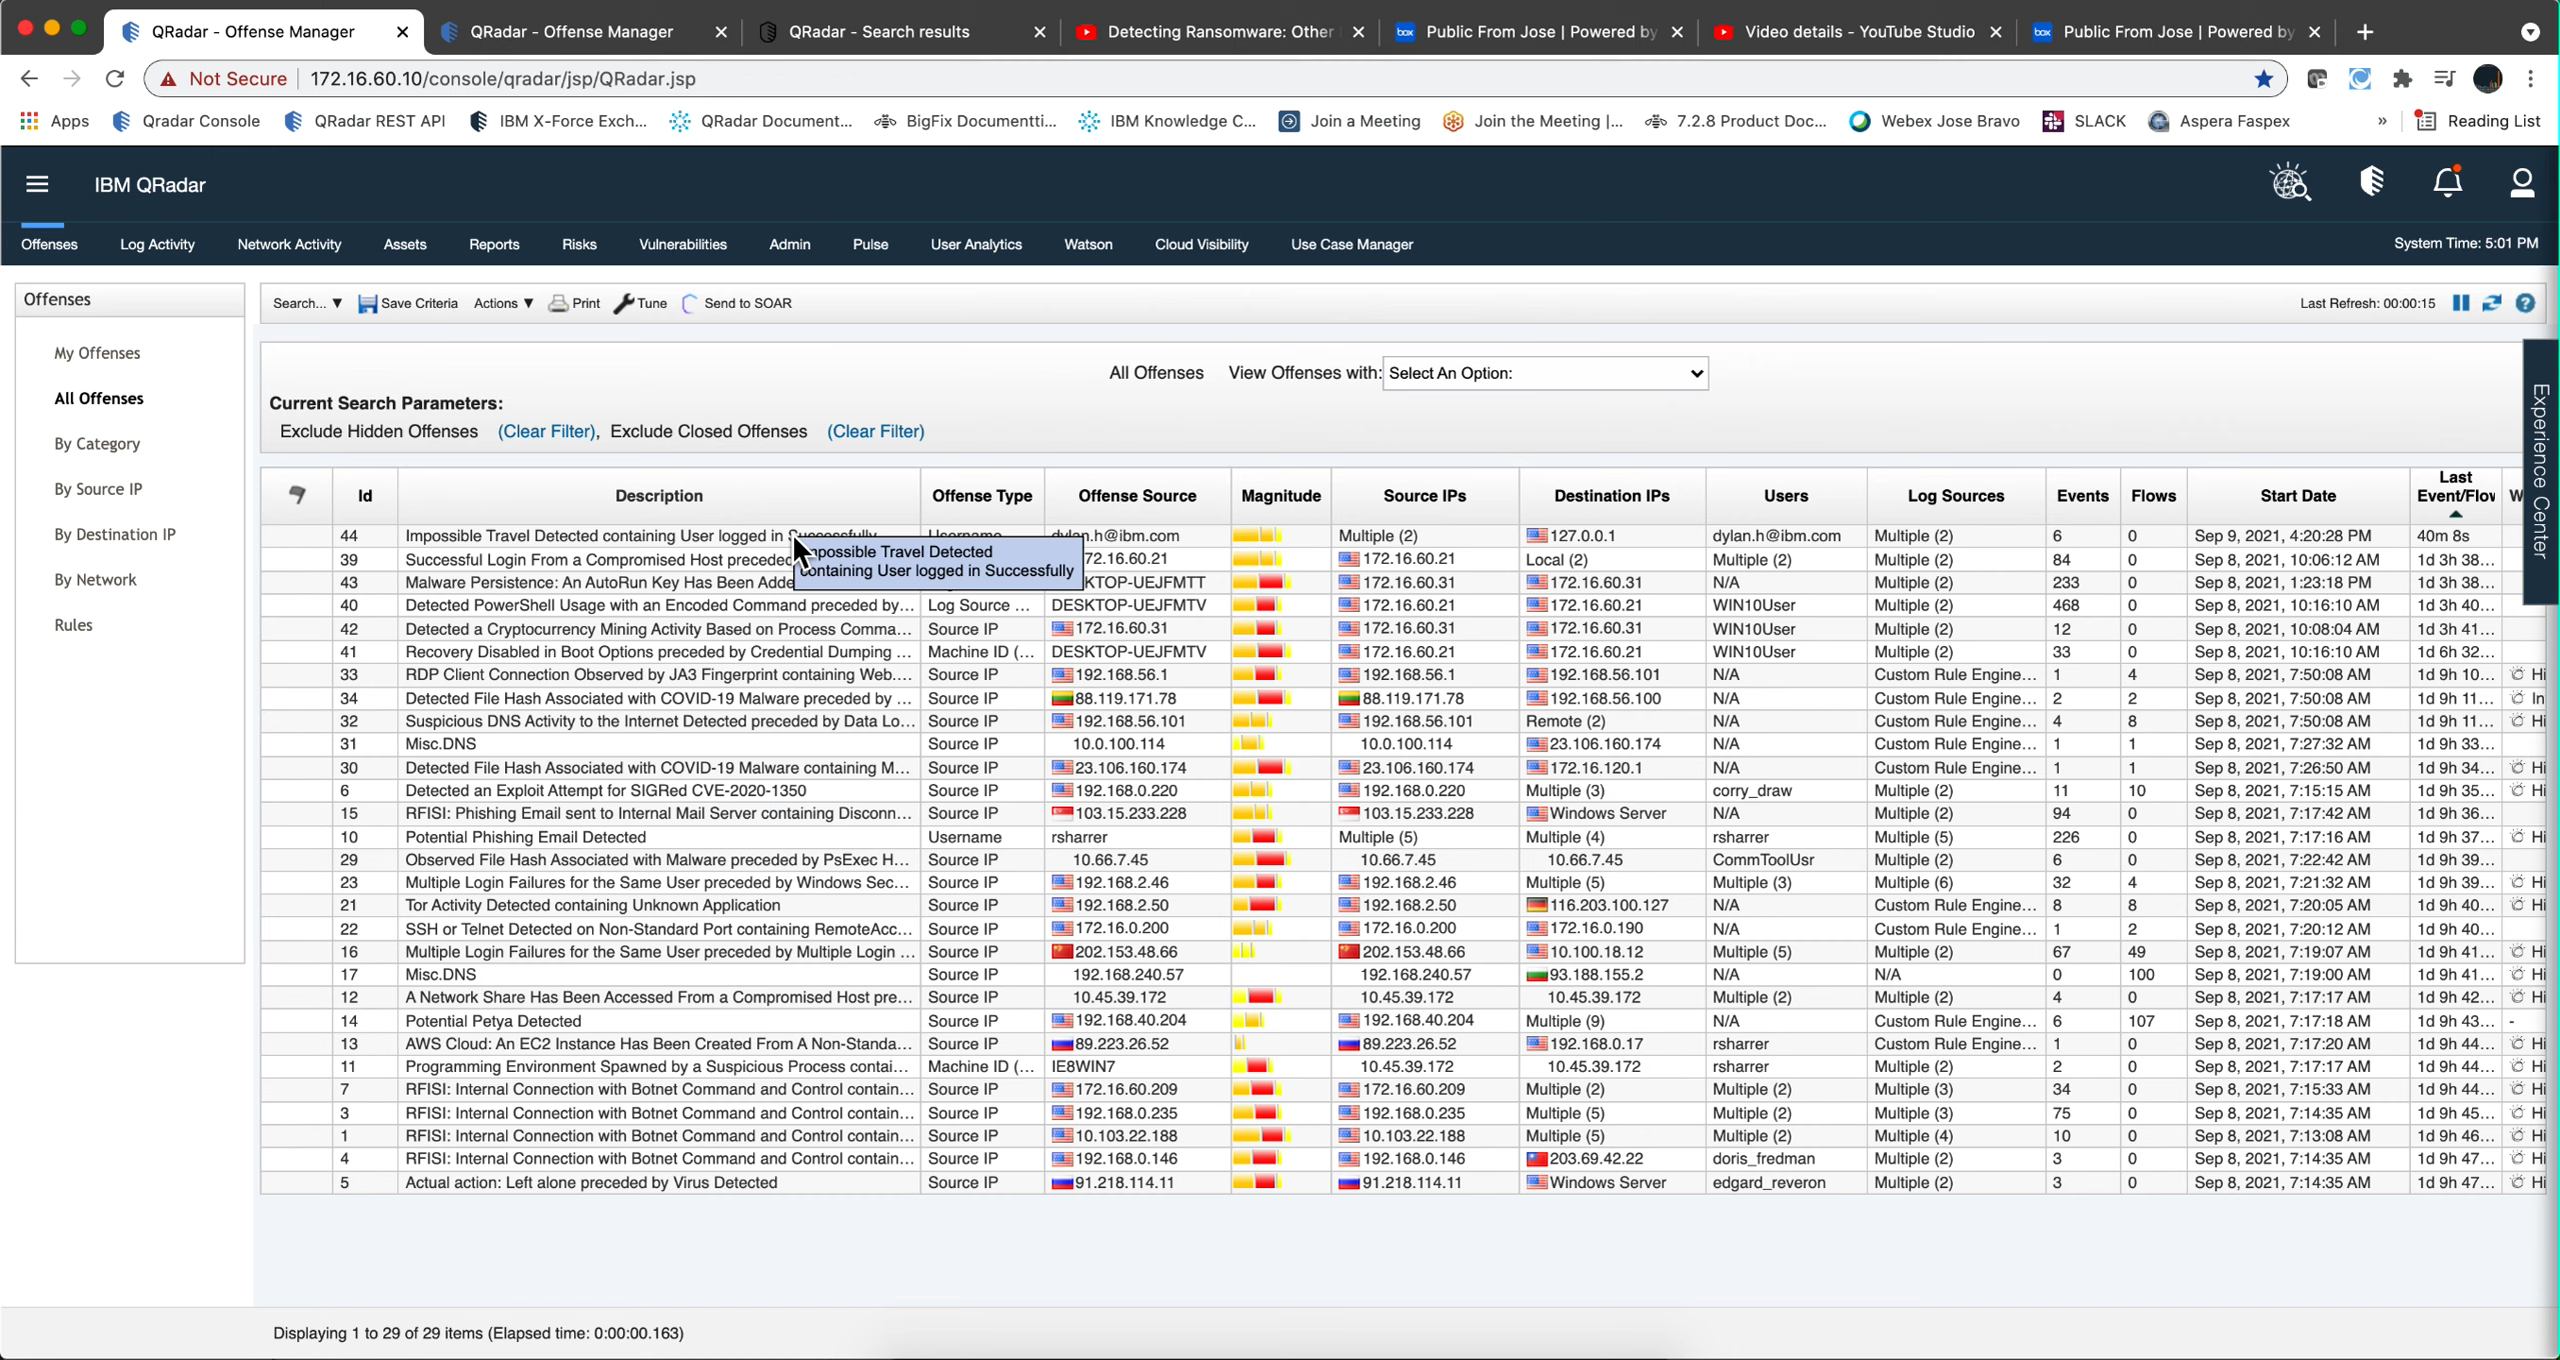 QRadar - Offense Manager
QRadar - Offense Manager
QRadar - Search results
Detecting Ransomware: Other
Public From Jose | Powered by
Video details - YouTube Studio
Public From Jose | Powered by
Not Secure 172.16.60.10/console/qradar/jsp/QRadar.jsp
Apps Qradar Console QRadar REST API IBM X-Force Exch... QRadar Document... BigFix Documentti... IBM Knowledge C... Join a Meeting Join the Meeting |... 7.2.8 Product Doc... Webex Jose Bravo SLACK Aspera Faspex » Reading List
IBM QRadar
Offenses Log Activity Network Activity Assets Reports Risks Vulnerabilities Admin Pulse User Analytics Watson Cloud Visibility Use Case Manager System Time: 5:01 PM
Offenses
My Offenses
All Offenses
By Category
By Source IP
By Destination IP
By Network
Rules
Search... ▼ Save Criteria Actions ▼ Print Tune Send to SOAR Last Refresh: 00:00:15
All Offenses View Offenses with: Select An Option:
Current Search Parameters:
Exclude Hidden Offenses (Clear Filter), Exclude Closed Offenses (Clear Filter)
Experience Center
Id Description Offense Type Offense Source Magnitude Source IPs Destination IPs Users Log Sources Events Flows Start Date Last Event/Flow
44 Impossible Travel Detected containing User logged in Successfully Username dylan.h@ibm.com Multiple (2) 127.0.0.1 dylan.h@ibm.com Multiple (2) 6 0 Sep 9, 2021, 4:20:28 PM 40m 8s
Impossible Travel Detected
containing User logged in Successfully
39 Successful Login From a Compromised Host preceded 172.16.60.21 172.16.60.21 Local (2) Multiple (2) 84 0 Sep 8, 2021, 10:06:12 AM 1d 3h 38...
43 Malware Persistence: An AutoRun Key Has Been Adde KTOP-UEJFMTT 172.16.60.31 172.16.60.31 N/A Multiple (2) 233 0 Sep 8, 2021, 1:23:18 PM 1d 3h 38...
40 Detected PowerShell Usage with an Encoded Command preceded by... Log Source ... DESKTOP-UEJFMTV 172.16.60.21 172.16.60.21 WIN10User Multiple (2) 468 0 Sep 8, 2021, 10:16:10 AM 1d 3h 40...
42 Detected a Cryptocurrency Mining Activity Based on Process Comma... Source IP 172.16.60.31 172.16.60.31 172.16.60.31 WIN10User Multiple (2) 12 0 Sep 8, 2021, 10:08:04 AM 1d 3h 41...
41 Recovery Disabled in Boot Options preceded by Credential Dumping ... Machine ID (... DESKTOP-UEJFMTV 172.16.60.21 172.16.60.21 WIN10User Multiple (2) 33 0 Sep 8, 2021, 10:16:10 AM 1d 6h 32...
33 RDP Client Connection Observed by JA3 Fingerprint containing Web.... Source IP 192.168.56.1 192.168.56.1 192.168.56.101 N/A Custom Rule Engine... 1 4 Sep 8, 2021, 7:50:08 AM 1d 9h 10... Hi
34 Detected File Hash Associated with COVID-19 Malware preceded by ... Source IP 88.119.171.78 88.119.171.78 192.168.56.100 N/A Custom Rule Engine... 2 2 Sep 8, 2021, 7:50:08 AM 1d 9h 11... In
32 Suspicious DNS Activity to the Internet Detected preceded by Data Lo... Source IP 192.168.56.101 192.168.56.101 Remote (2) N/A Custom Rule Engine... 4 8 Sep 8, 2021, 7:50:08 AM 1d 9h 11... Hi
31 Misc.DNS Source IP 10.0.100.114 10.0.100.114 23.106.160.174 N/A Custom Rule Engine... 1 1 Sep 8, 2021, 7:27:32 AM 1d 9h 33...
30 Detected File Hash Associated with COVID-19 Malware containing M... Source IP 23.106.160.174 23.106.160.174 172.16.120.1 N/A Custom Rule Engine... 1 1 Sep 8, 2021, 7:26:50 AM 1d 9h 34... Hi
6 Detected an Exploit Attempt for SIGRed CVE-2020-1350 Source IP 192.168.0.220 192.168.0.220 Multiple (3) corry_draw Multiple (2) 11 10 Sep 8, 2021, 7:15:15 AM 1d 9h 35... Hi
15 RFISI: Phishing Email sent to Internal Mail Server containing Disconn... Source IP 103.15.233.228 103.15.233.228 Windows Server N/A Multiple (2) 94 0 Sep 8, 2021, 7:17:42 AM 1d 9h 36...
10 Potential Phishing Email Detected Username rsharrer Multiple (5) Multiple (4) rsharrer Multiple (5) 226 0 Sep 8, 2021, 7:17:16 AM 1d 9h 37... Hi
29 Observed File Hash Associated with Malware preceded by PsExec H... Source IP 10.66.7.45 10.66.7.45 10.66.7.45 CommToolUsr Multiple (2) 6 0 Sep 8, 2021, 7:22:42 AM 1d 9h 39...
23 Multiple Login Failures for the Same User preceded by Windows Sec... Source IP 192.168.2.46 192.168.2.46 Multiple (5) Multiple (3) Multiple (6) 32 4 Sep 8, 2021, 7:21:32 AM 1d 9h 39... Hi
21 Tor Activity Detected containing Unknown Application Source IP 192.168.2.50 192.168.2.50 116.203.100.127 N/A Custom Rule Engine... 8 8 Sep 8, 2021, 7:20:05 AM 1d 9h 40... Hi
22 SSH or Telnet Detected on Non-Standard Port containing RemoteAcc... Source IP 172.16.0.200 172.16.0.200 172.16.0.190 N/A Custom Rule Engine... 1 2 Sep 8, 2021, 7:20:12 AM 1d 9h 40...
16 Multiple Login Failures for the Same User preceded by Multiple Login ... Source IP 202.153.48.66 202.153.48.66 10.100.18.12 Multiple (5) Multiple (2) 67 49 Sep 8, 2021, 7:19:07 AM 1d 9h 41... Hi
17 Misc.DNS Source IP 192.168.240.57 192.168.240.57 93.188.155.2 N/A N/A 0 100 Sep 8, 2021, 7:19:00 AM 1d 9h 41... Hi
12 A Network Share Has Been Accessed From a Compromised Host pre... Source IP 10.45.39.172 10.45.39.172 10.45.39.172 Multiple (2) Multiple (2) 4 0 Sep 8, 2021, 7:17:17 AM 1d 9h 42... Hi
14 Potential Petya Detected Source IP 192.168.40.204 192.168.40.204 Multiple (9) N/A Custom Rule Engine... 6 107 Sep 8, 2021, 7:17:18 AM 1d 9h 43... -
13 AWS Cloud: An EC2 Instance Has Been Created From A Non-Standa... Source IP 89.223.26.52 89.223.26.52 192.168.0.17 rsharrer Custom Rule Engine... 1 0 Sep 8, 2021, 7:17:20 AM 1d 9h 44... Hi
11 Programming Environment Spawned by a Suspicious Process contai... Machine ID (... IE8WIN7 10.45.39.172 10.45.39.172 rsharrer Multiple (2) 2 0 Sep 8, 2021, 7:17:17 AM 1d 9h 44... Hi
7 RFISI: Internal Connection with Botnet Command and Control contain... Source IP 172.16.60.209 172.16.60.209 Multiple (2) Multiple (2) Multiple (3) 34 0 Sep 8, 2021, 7:15:33 AM 1d 9h 44... Hi
3 RFISI: Internal Connection with Botnet Command and Control contain... Source IP 192.168.0.235 192.168.0.235 Multiple (5) Multiple (2) Multiple (3) 75 0 Sep 8, 2021, 7:14:35 AM 1d 9h 45... Hi
1 RFISI: Internal Connection with Botnet Command and Control contain... Source IP 10.103.22.188 10.103.22.188 Multiple (5) Multiple (2) Multiple (4) 10 0 Sep 8, 2021, 7:13:08 AM 1d 9h 46... Hi
4 RFISI: Internal Connection with Botnet Command and Control contain... Source IP 192.168.0.146 192.168.0.146 203.69.42.22 doris_fredman Multiple (2) 3 0 Sep 8, 2021, 7:14:35 AM 1d 9h 47... Hi
5 Actual action: Left alone preceded by Virus Detected Source IP 91.218.114.11 91.218.114.11 Windows Server edgard_reveron Multiple (2) 3 0 Sep 8, 2021, 7:14:35 AM 1d 9h 47... Hi
Displaying 1 to 29 of 29 items (Elapsed time: 0:00:00.163)